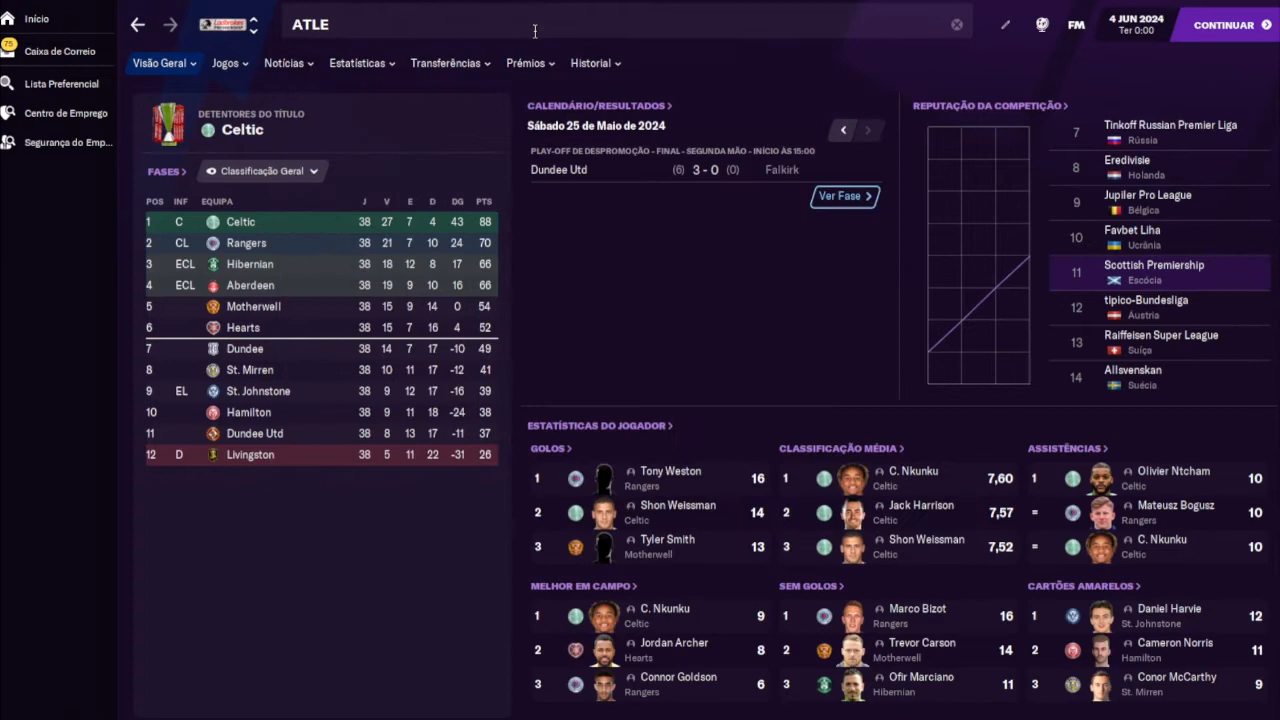 Início
75
Caixa de Correio
Lista Preferencial
Centro de Emprego
Segurança do Emp...
Ladbrokes
ATLE
FM
4 JUN 2024
Ter 0:00
CONTINUAR
Visão Geral
Jogos
Notícias
Estatísticas
Transferências
Prémios
Historial
DETENTORES DO TÍTULO
Celtic
FASES >
Classificação Geral
POS INF EQUIPA J V E D DG PTS
1 C Celtic 38 27 7 4 43 88
2 CL Rangers 38 21 7 10 24 70
3 ECL Hibernian 38 18 12 8 17 66
4 ECL Aberdeen 38 19 9 10 16 66
5 Motherwell 38 15 9 14 0 54
6 Hearts 38 15 7 16 4 52
7 Dundee 38 14 7 17 -10 49
8 St. Mirren 38 10 11 17 -12 41
9 EL St. Johnstone 38 9 12 17 -16 39
10 Hamilton 38 9 11 18 -24 38
11 Dundee Utd 38 8 13 17 -11 37
12 D Livingston 38 5 11 22 -31 26
CALENDÁRIO/RESULTADOS >
Sábado 25 de Maio de 2024
PLAY-OFF DE DESPROMOÇÃO - FINAL - SEGUNDA MÃO - INÍCIO ÀS 15:00
Dundee Utd (6) 3 - 0 (0) Falkirk
Ver Fase >
REPUTAÇÃO DA COMPETIÇÃO >
7 Tinkoff Russian Premier Liga
Rússia
8 Eredivisie
Holanda
9 Jupiler Pro League
Bélgica
10 Favbet Liha
Ucrânia
11 Scottish Premiership
Escócia
12 tipico-Bundesliga
Áustria
13 Raiffeisen Super League
Suíça
14 Allsvenskan
Suécia
ESTATÍSTICAS DO JOGADOR >
GOLOS >
1 Tony Weston 16
Rangers
2 Shon Weissman 14
Celtic
3 Tyler Smith 13
Motherwell
CLASSIFICAÇÃO MÉDIA >
1 C. Nkunku 7,60
Celtic
2 Jack Harrison 7,57
Celtic
3 Shon Weissman 7,52
Celtic
ASSISTÊNCIAS >
1 Olivier Ntcham 10
Celtic
= Mateusz Bogusz 10
Rangers
= C. Nkunku 10
Celtic
MELHOR EM CAMPO >
1 C. Nkunku 9
Celtic
2 Jordan Archer 8
Hearts
3 Connor Goldson 6
Rangers
SEM GOLOS >
1 Marco Bizot 16
Rangers
2 Trevor Carson 14
Motherwell
3 Ofir Marciano 11
Hibernian
CARTÕES AMARELOS >
1 Daniel Harvie 12
St. Johnstone
2 Cameron Norris 11
Hamilton
3 Conor McCarthy 9
St. Mirren